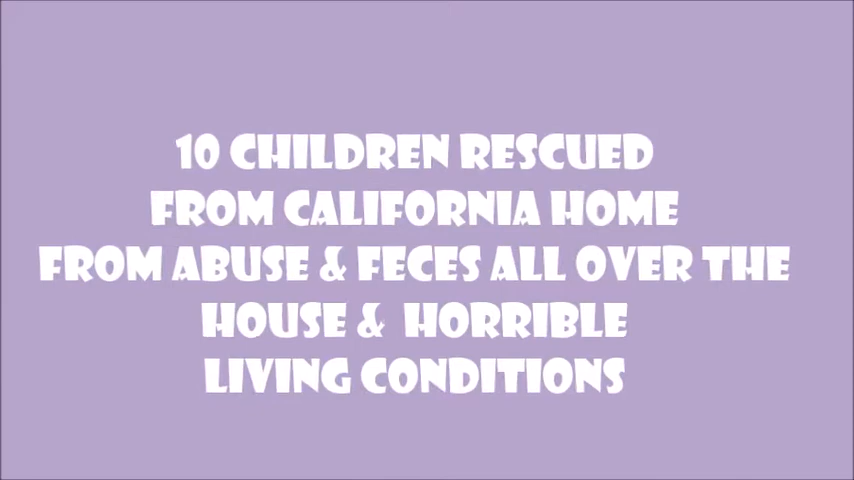 10 CHILDREN RESCUED
FROM CALIFORNIA HOME
FROM ABUSE & FECES ALL OVER THE
HOUSE & HORRIBLE
LIVING CONDITIONS